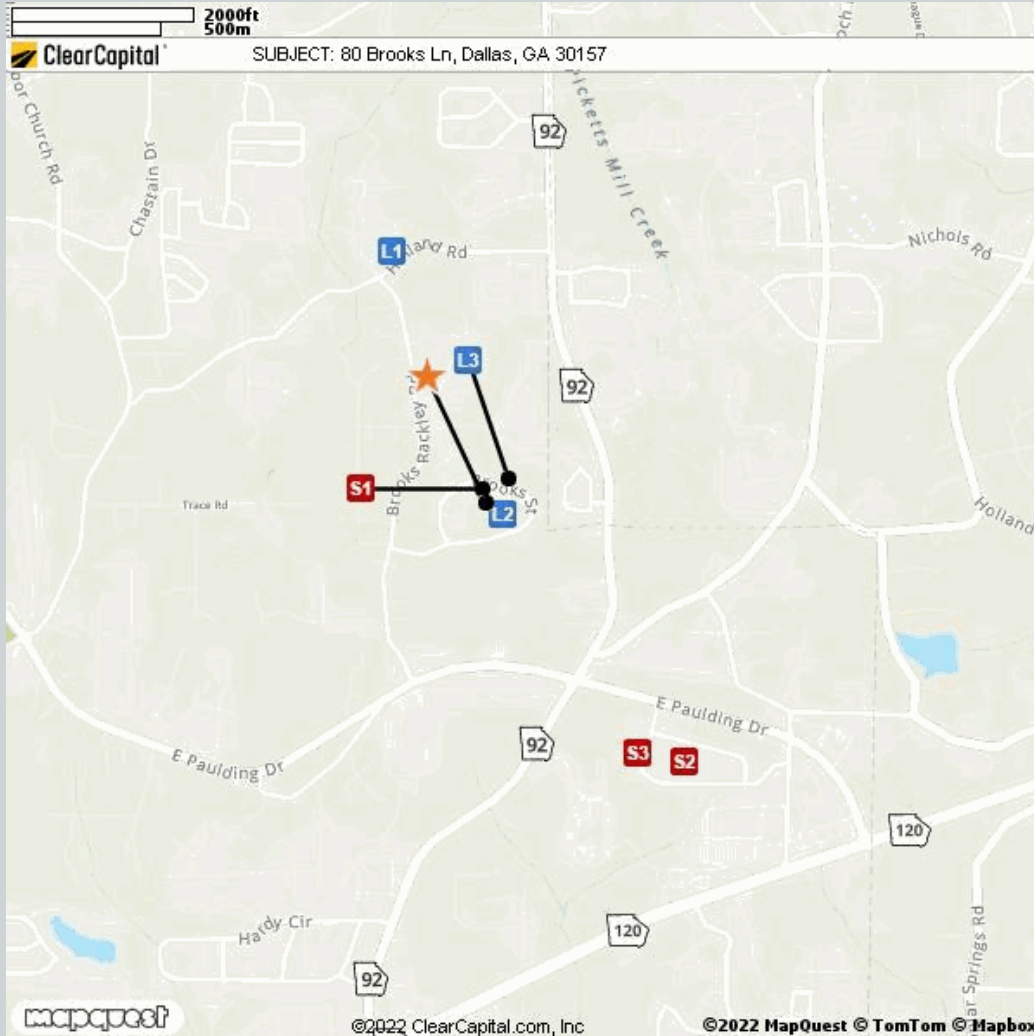 2000ft
500m
ClearCapital
SUBJECT: 80 Brooks Ln, Dallas, GA 30157
Church Rd
Chastain Dr
92
Picketts Mill Creek
Nichols Rd
L1
Holland Rd
L3
92
Brooks Rackley
S1
Brooks St
L2
Trace Rd
Holland
E Paulding Dr
92
S3
S2
E Paulding Dr
120
Hardy Cir
120
92
Springs Rd
mapquest
©2022 ClearCapital.com, Inc
©2022 MapQuest © TomTom © Mapbox